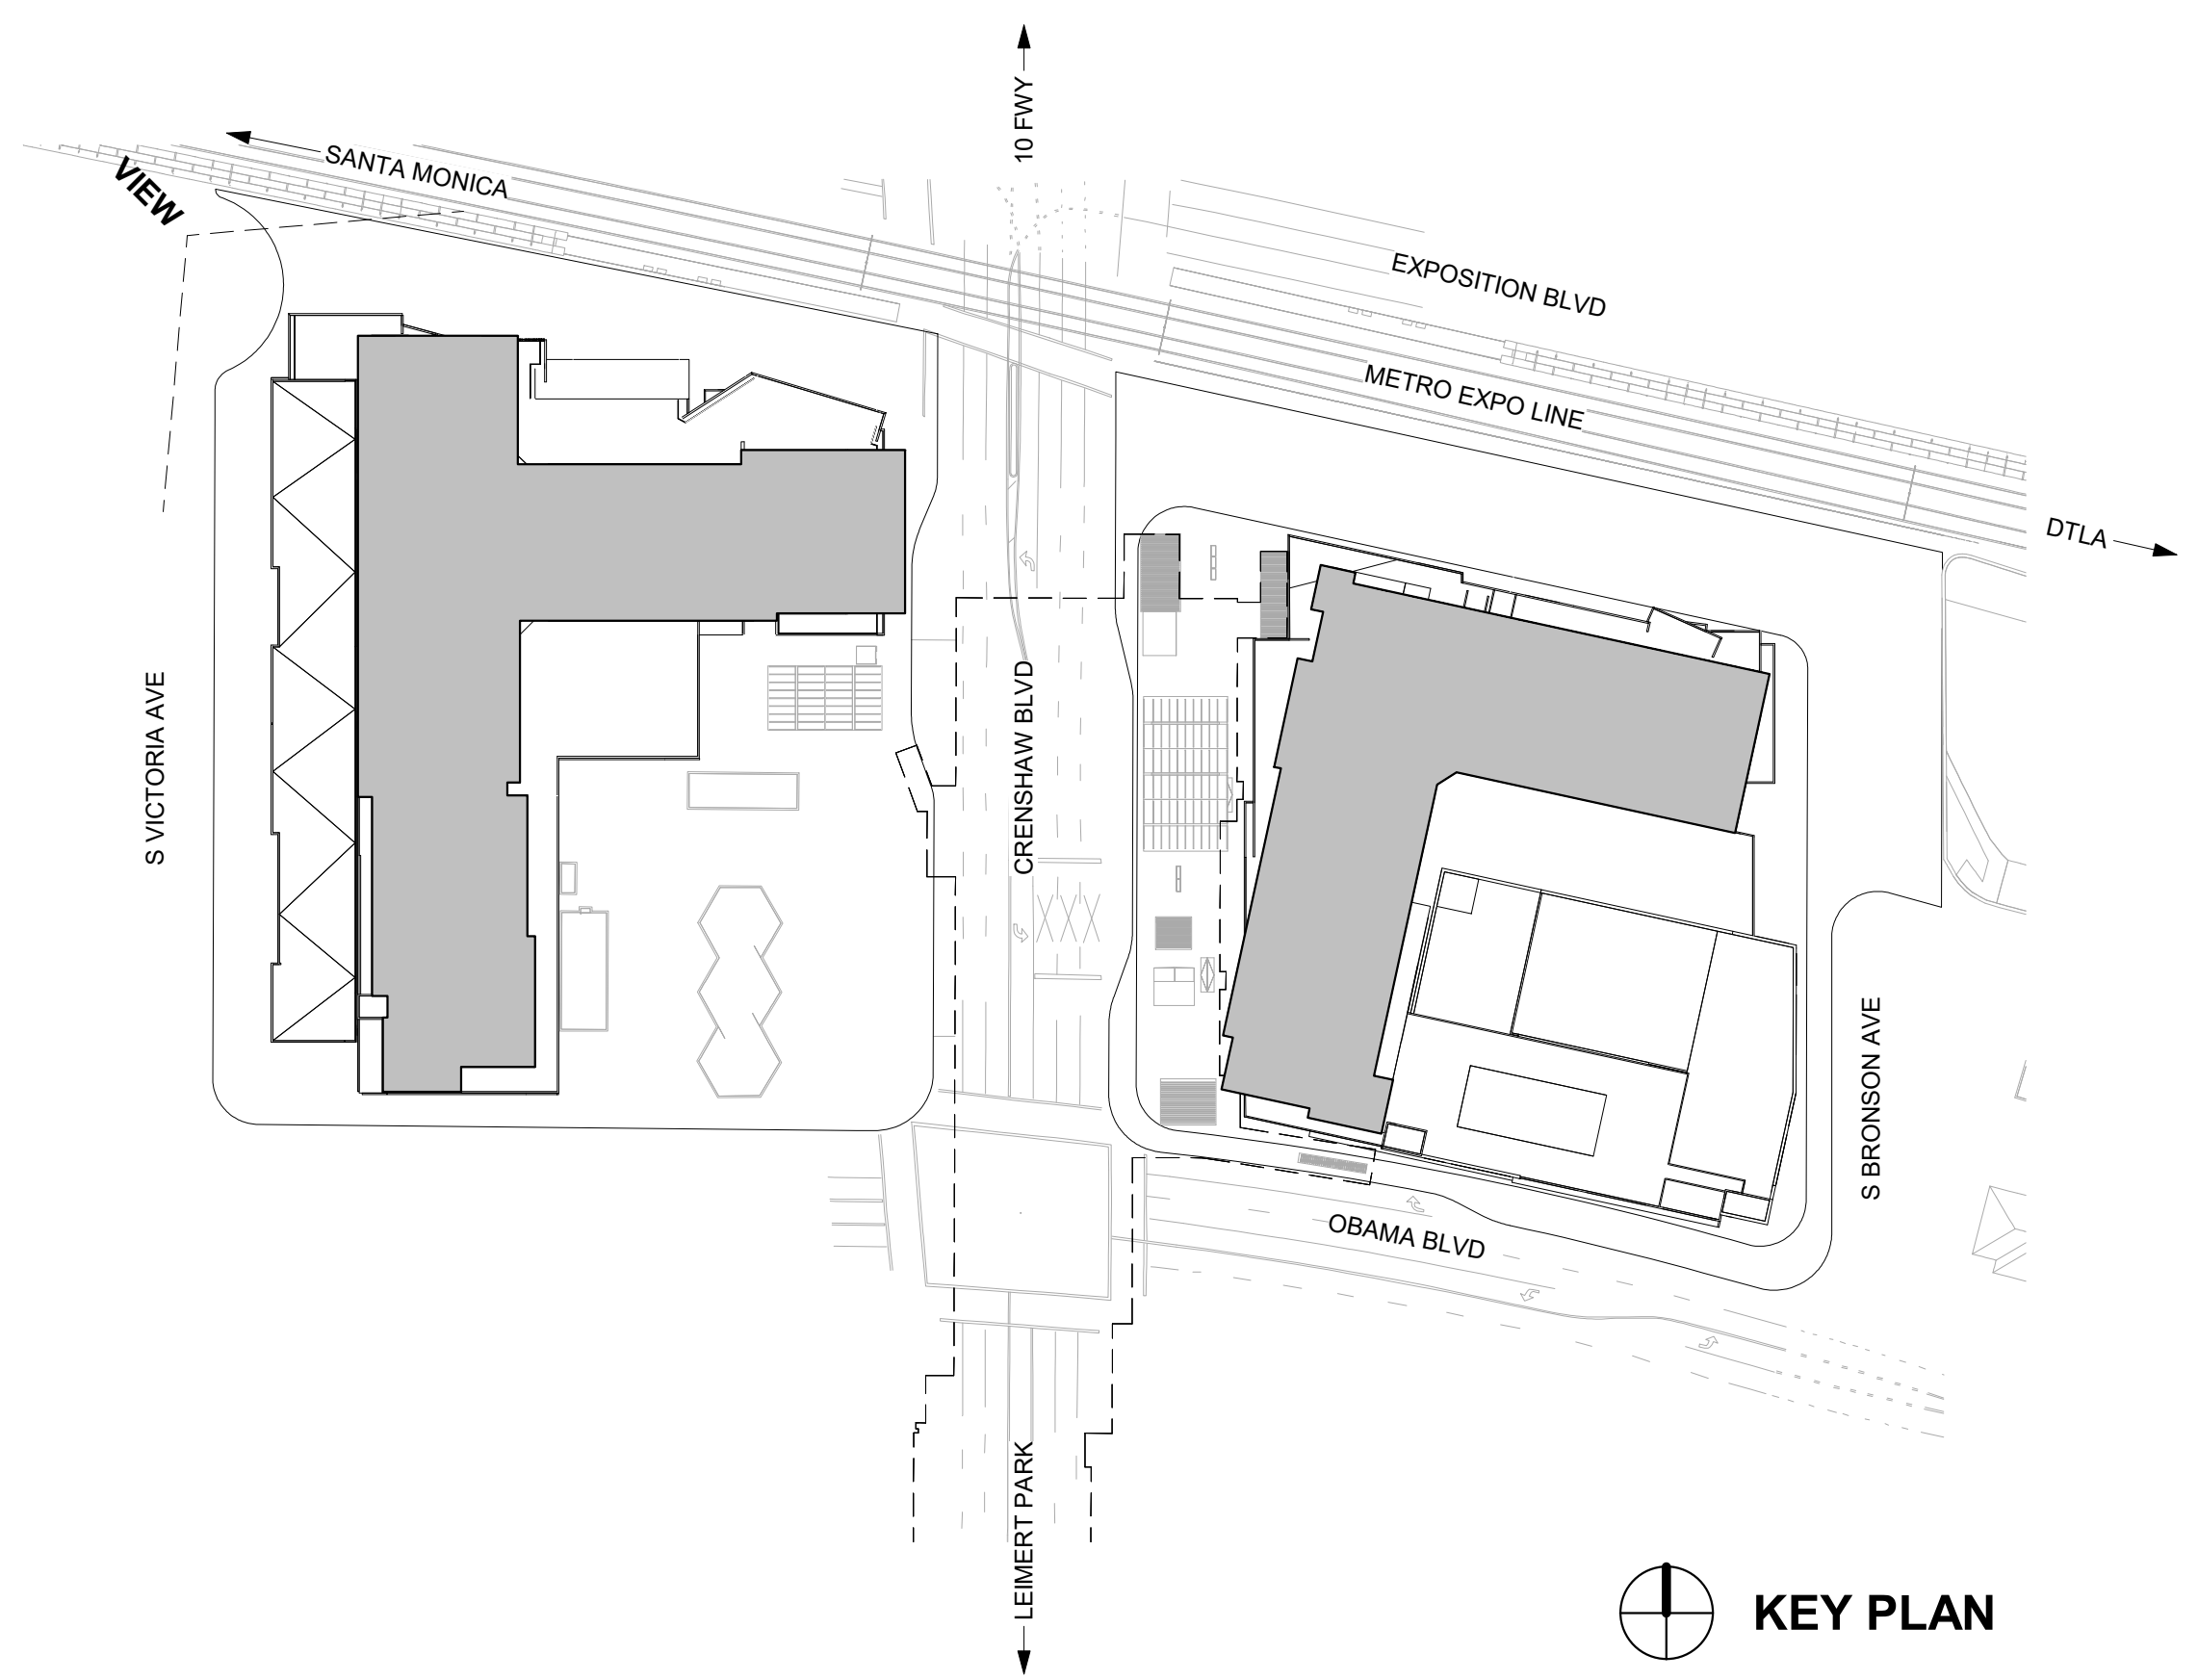 10 FWY
SANTA MONICA
VIEW
EXPOSITION BLVD
METRO EXPO LINE
DTLA
S VICTORIA AVE
CRENSHAW BLVD
S BRONSON AVE
OBAMA BLVD
LEIMERT PARK
KEY PLAN